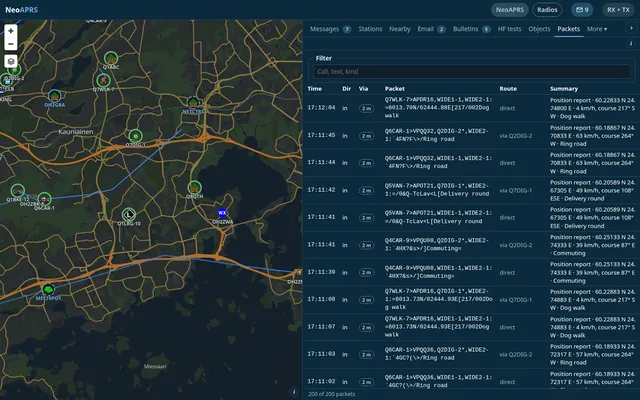 NeoAPRS
NeoAPRS Radios ✉ 9 RX + TX
Messages 7 Stations Nearby Email 2 Bulletins 5 HF tests Objects Packets More ▾ ›
i
Filter
Call, text, kind
Time Dir Via Packet Route Summary
17:12:04 in 2 m Q7WLK-7>APDR16,WIDE1-1,WIDE2-1: direct Position report · 60.22833 N 24.
=6013.70N/02444.88E[217/002Dog 74800 E · 4 km/h, course 217° S
walk W · Dog walk
17:11:45 in 2 m Q6CAR-1>VPQQ32,Q2DIG-2*,WIDE2- via Q2DIG-2 Position report · 60.18867 N 24.
1:`4FN?F\>/Ring road 70833 E · 63 km/h, course 264°
W · Ring road
17:11:44 in 2 m Q6CAR-1>VPQQ32,WIDE1-1,WIDE2-1: direct Position report · 60.18867 N 24.
`4FN?F\>/Ring road 70833 E · 63 km/h, course 264°
W · Ring road
17:11:42 in 2 m Q5VAN-7>APOT21,Q7DIG-1*,WIDE2- via Q7DIG-1 Position report · 60.20589 N 24.
1:=/0&Q-TcLav<L[Delivery round 67305 E · 49 km/h, course 108°
ESE · Delivery round
17:11:41 in 2 m Q5VAN-7>APOT21,WIDE1-1,WIDE2-1: direct Position report · 60.20589 N 24.
=/0&Q-TcLav<L[Delivery round 67305 E · 49 km/h, course 108°
ESE · Delivery round
17:11:41 in 2 m Q6CAR-9>VPQU08,Q2DIG-2*,WIDE2- via Q2DIG-2 Position report · 60.25133 N 24.
1:`4HX?&s>/]Commuting= 74333 E · 39 km/h, course 87° E
· Commuting
17:11:39 in 2 m Q6CAR-9>VPQU08,WIDE1-1,WIDE2-1: direct Position report · 60.25133 N 24.
`4HX?&s>/]Commuting= 74333 E · 39 km/h, course 87° E
· Commuting
17:11:08 in 2 m Q7WLK-7>APDR16,Q7DIG-1*,WIDE2- via Q7DIG-1 Position report · 60.22883 N 24.
1:=6013.73N/02444.93E[217/002Do 74883 E · 4 km/h, course 217° S
g walk W · Dog walk
17:11:07 in 2 m Q7WLK-7>APDR16,WIDE1-1,WIDE2-1: direct Position report · 60.22883 N 24.
=6013.73N/02444.93E[217/002Dog 74883 E · 4 km/h, course 217° S
walk W · Dog walk
17:11:03 in 2 m Q6CAR-1>VPQQ36,Q2DIG-2*,WIDE2- via Q2DIG-2 Position report · 60.18933 N 24.
1:`4GC?(\>/Ring road 72317 E · 57 km/h, course 264°
W · Ring road
17:11:02 in 2 m Q6CAR-1>VPQQ36,WIDE1-1,WIDE2-1: direct Position report · 60.18933 N 24.
`4GC?(\>/Ring road 72317 E · 57 km/h, course 264°
200 of 200 packets
+
−
Q1ABC
Q7WLK-7
Kauniainen
Q7DIG-1
Q8OTH
WX
OH2WA
L
Q6CAR-1
Miessaari
i